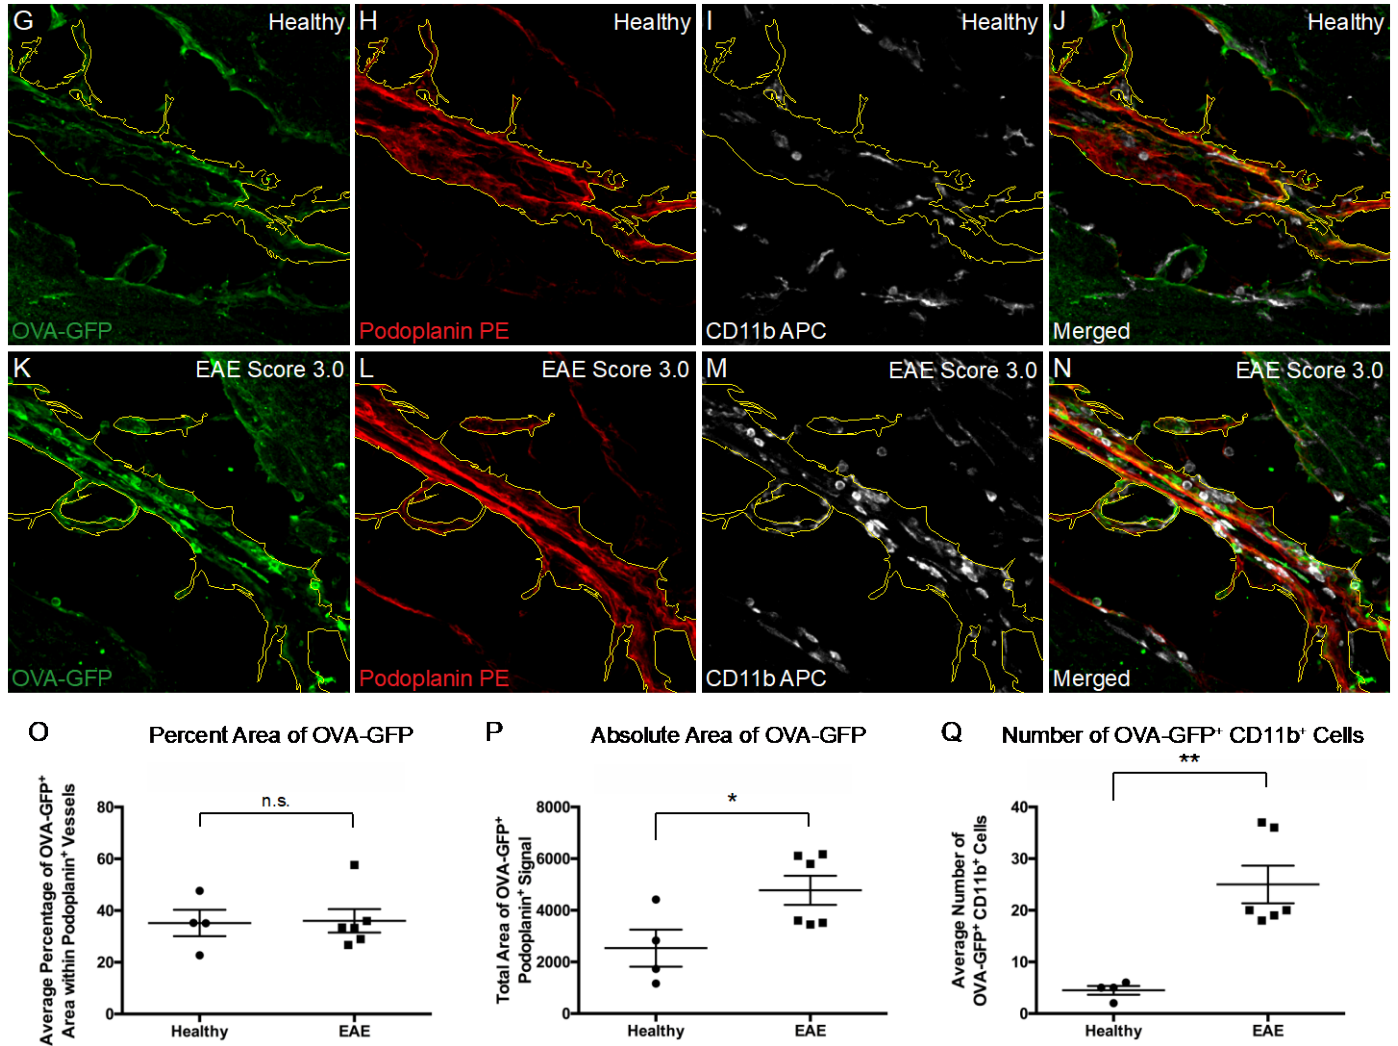 G Healthy
OVA-GFP
H Healthy
Podoplanin PE
I Healthy
CD11b APC
J Healthy
Merged
K EAE Score 3.0
OVA-GFP
L EAE Score 3.0
Podoplanin PE
M EAE Score 3.0
CD11b APC
N EAE Score 3.0
Merged
O Percent Area of OVA-GFP
n.s.
Average Percentage of OVA-GFP⁺
Area within Podoplanin⁺ Vessels
80
60
40
20
0
Healthy EAE
P Absolute Area of OVA-GFP
*
Total Area of OVA-GFP⁺
Podoplanin⁺ Signal
8000
6000
4000
2000
0
Healthy EAE
Q Number of OVA-GFP⁺ CD11b⁺ Cells
**
Average Number of
OVA-GFP⁺ CD11b⁺ Cells
40
30
20
10
0
Healthy EAE